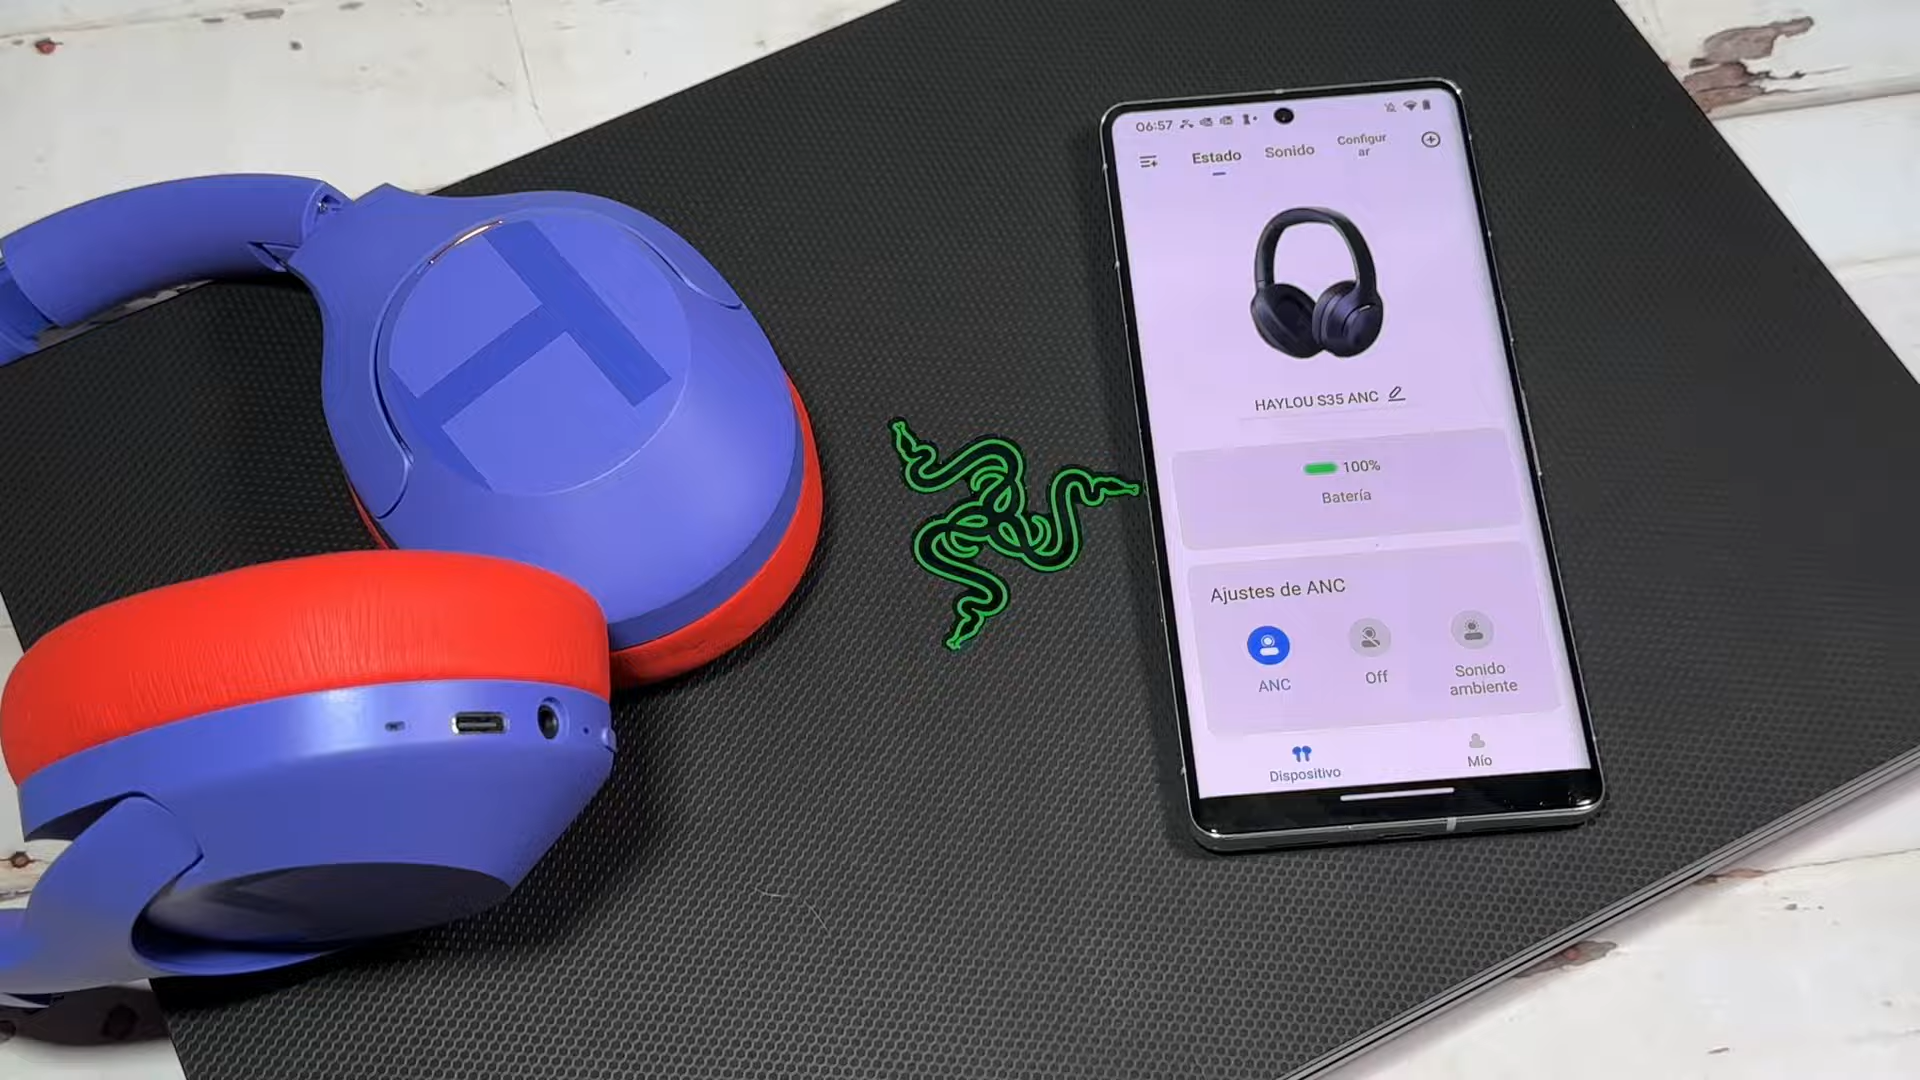 06:57
Estado
Sonido
Configur
ar
HAYLOU S35 ANC
100%
Batería
Ajustes de ANC
ANC
Off
Sonido
ambiente
Dispositivo
Mío